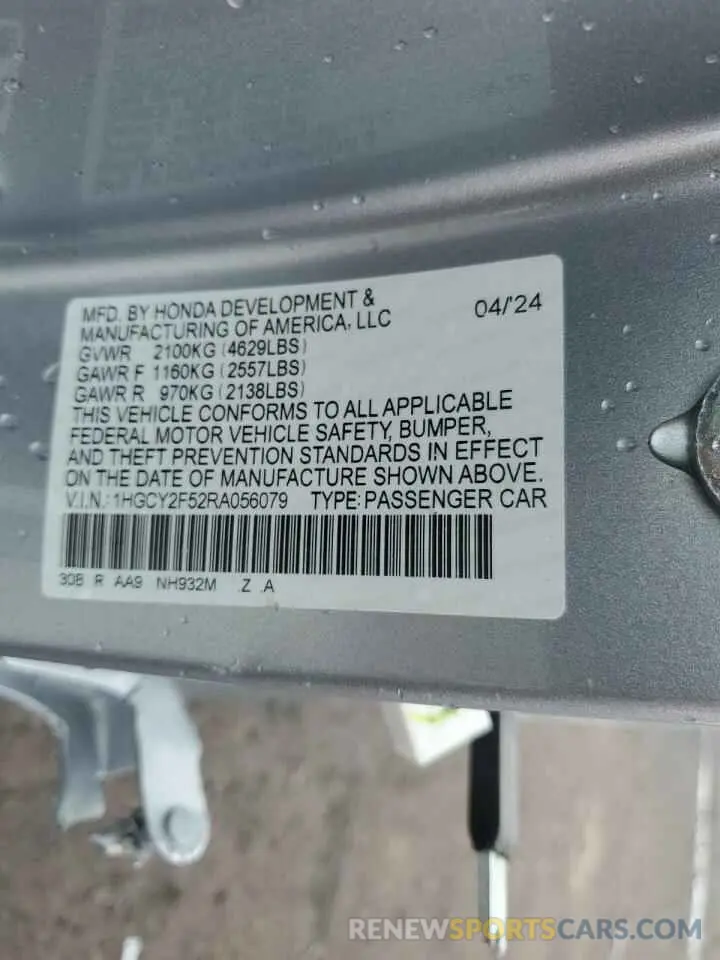 MFD. BY HONDA DEVELOPMENT & 04/'24
MANUFACTURING OF AMERICA, LLC
GVWR 2100KG (4629LBS)
GAWR F 1160KG (2557LBS)
GAWR R 970KG (2138LBS)
THIS VEHICLE CONFORMS TO ALL APPLICABLE
FEDERAL MOTOR VEHICLE SAFETY, BUMPER,
AND THEFT PREVENTION STANDARDS IN EFFECT
ON THE DATE OF MANUFACTURE SHOWN ABOVE.
V.I.N.: 1HGCY2F52RA056079 TYPE: PASSENGER CAR
30B R AA9 NH932M Z A
RENEWSPORTSCARS.COM